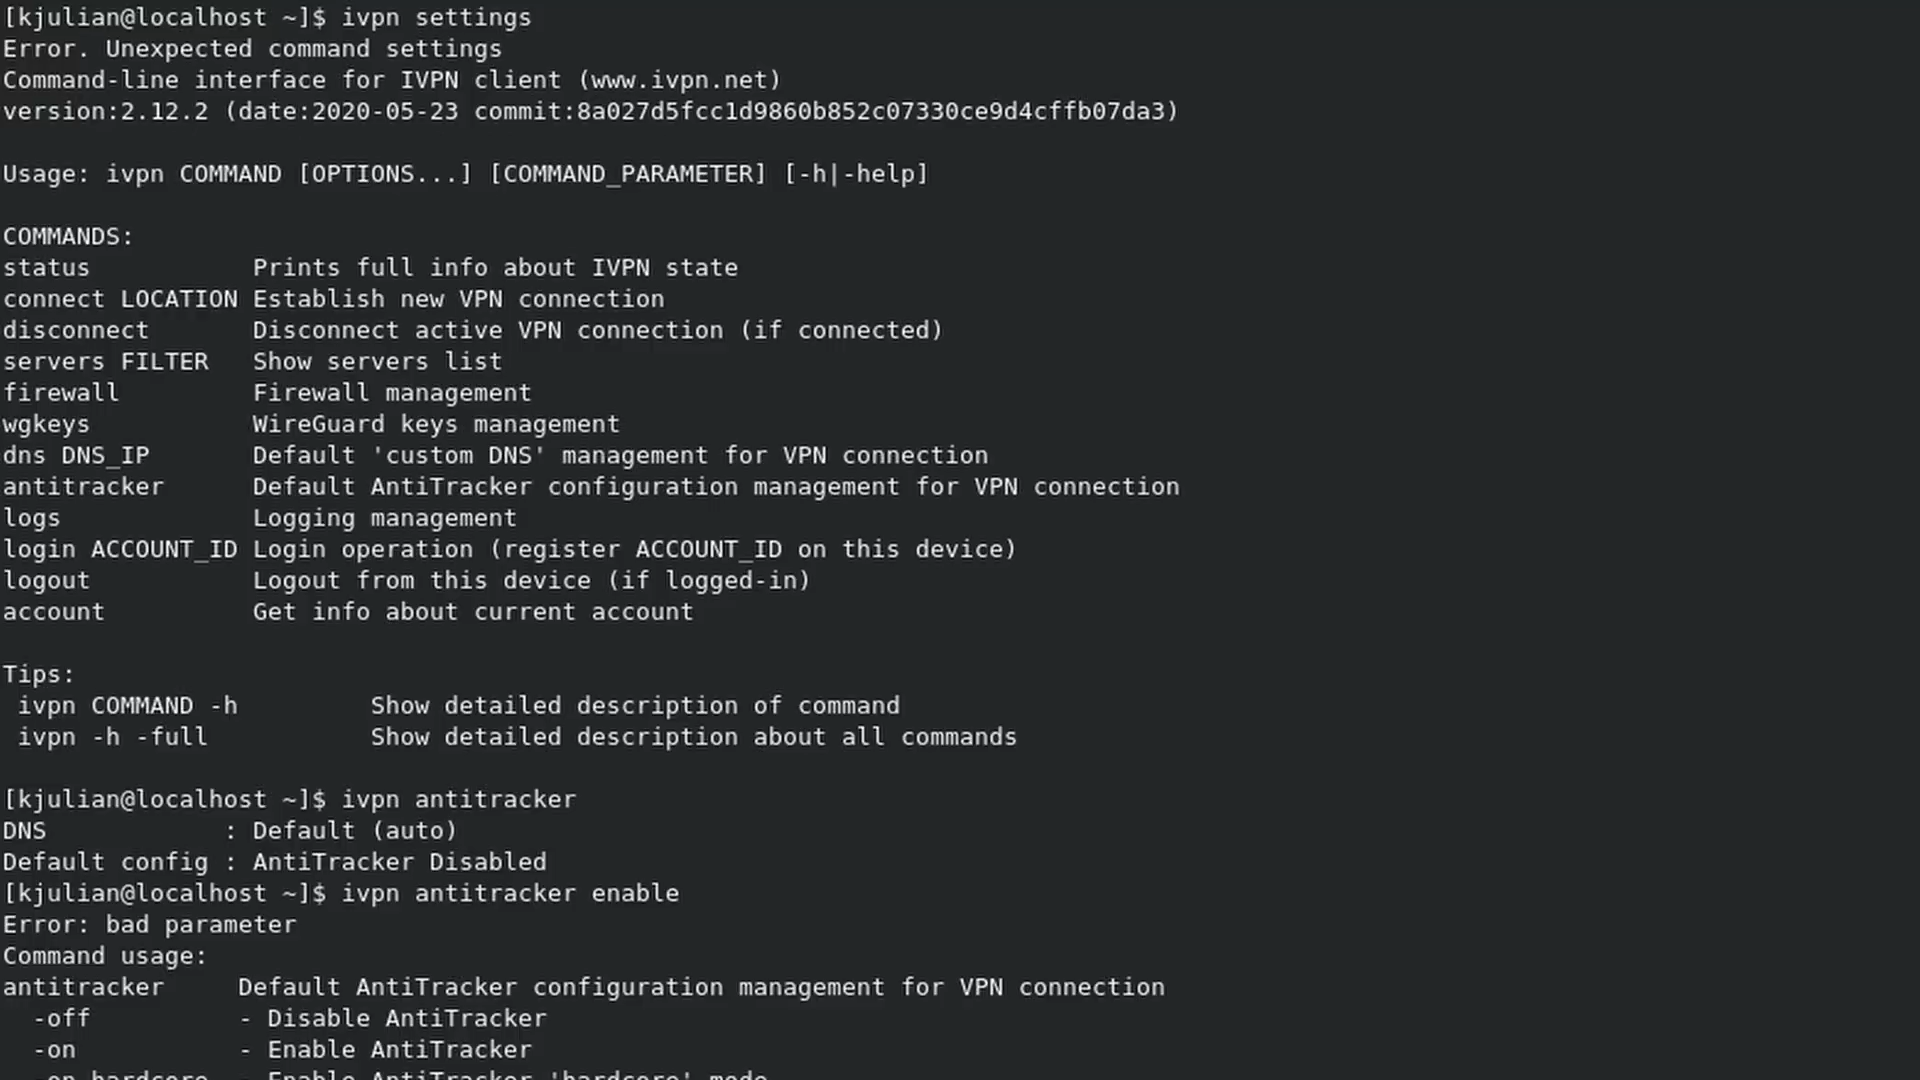 [kjulian@localhost ~]$ ivpn settings
Error. Unexpected command settings
Command-line interface for IVPN client (www.ivpn.net)
version:2.12.2 (date:2020-05-23 commit:8a027d5fcc1d9860b852c07330ce9d4cffb07da3)
Usage: ivpn COMMAND [OPTIONS...] [COMMAND_PARAMETER] [-h|-help]
COMMANDS:
status           Prints full info about IVPN state
connect LOCATION Establish new VPN connection
disconnect       Disconnect active VPN connection (if connected)
servers FILTER   Show servers list
firewall         Firewall management
wgkeys           WireGuard keys management
dns DNS_IP       Default 'custom DNS' management for VPN connection
antitracker      Default AntiTracker configuration management for VPN connection
logs             Logging management
login ACCOUNT_ID Login operation (register ACCOUNT_ID on this device)
logout           Logout from this device (if logged-in)
account          Get info about current account
Tips:
 ivpn COMMAND -h         Show detailed description of command
 ivpn -h -full           Show detailed description about all commands
[kjulian@localhost ~]$ ivpn antitracker
DNS            : Default (auto)
Default config : AntiTracker Disabled
[kjulian@localhost ~]$ ivpn antitracker enable
Error: bad parameter
Command usage:
antitracker     Default AntiTracker configuration management for VPN connection
  -off          - Disable AntiTracker
  -on           - Enable AntiTracker
  -on_hardcore  - Enable AntiTracker 'hardcore' mode